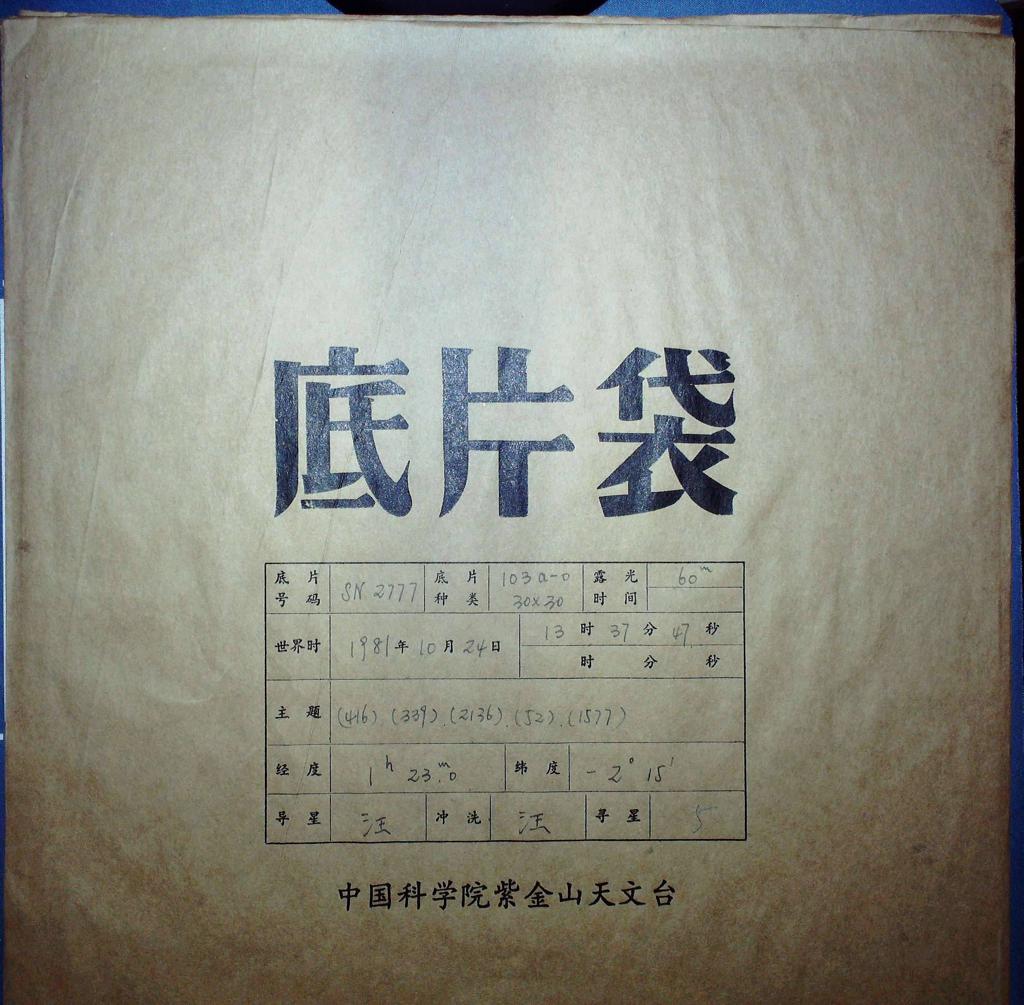 底片袋
底片号码 SN 2777 底片种类 103a-O 30×30 露光时间 60ᵐ
世界时 1981年10月24日 13时37分47秒
时 分 秒
主题 (416).(339).(2136).(52).(1577)
经度 1ʰ 23ᵐ.0 纬度 -2° 15′
导星 汪 冲洗 汪 寻星 5
中国科学院紫金山天文台